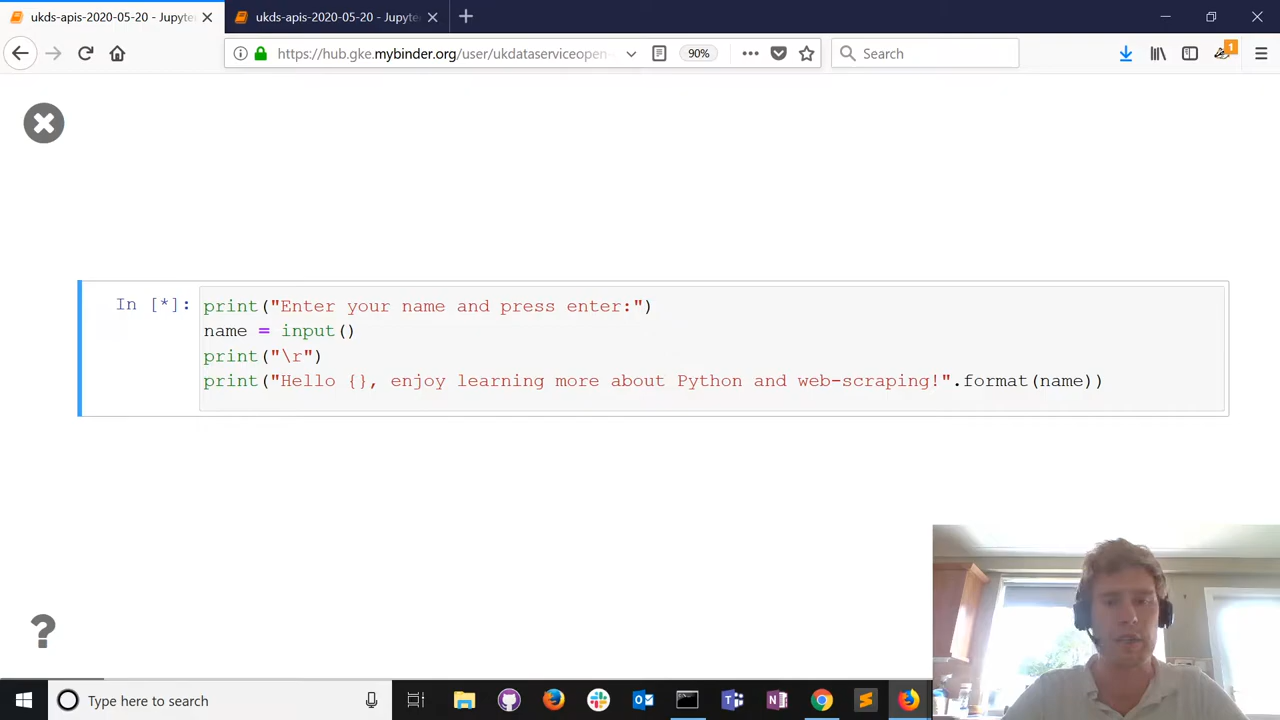 ukds-apis-2020-05-20 - Jupyte
ukds-apis-2020-05-20 - Jupyt
https://hub.gke.mybinder.org/user/ukdataserviceopen
90%
Search
1
In [*]:
print("Enter your name and press enter:")
name = input()
print("\r")
print("Hello {}, enjoy learning more about Python and web-scraping!".format(name))
?
Type here to search